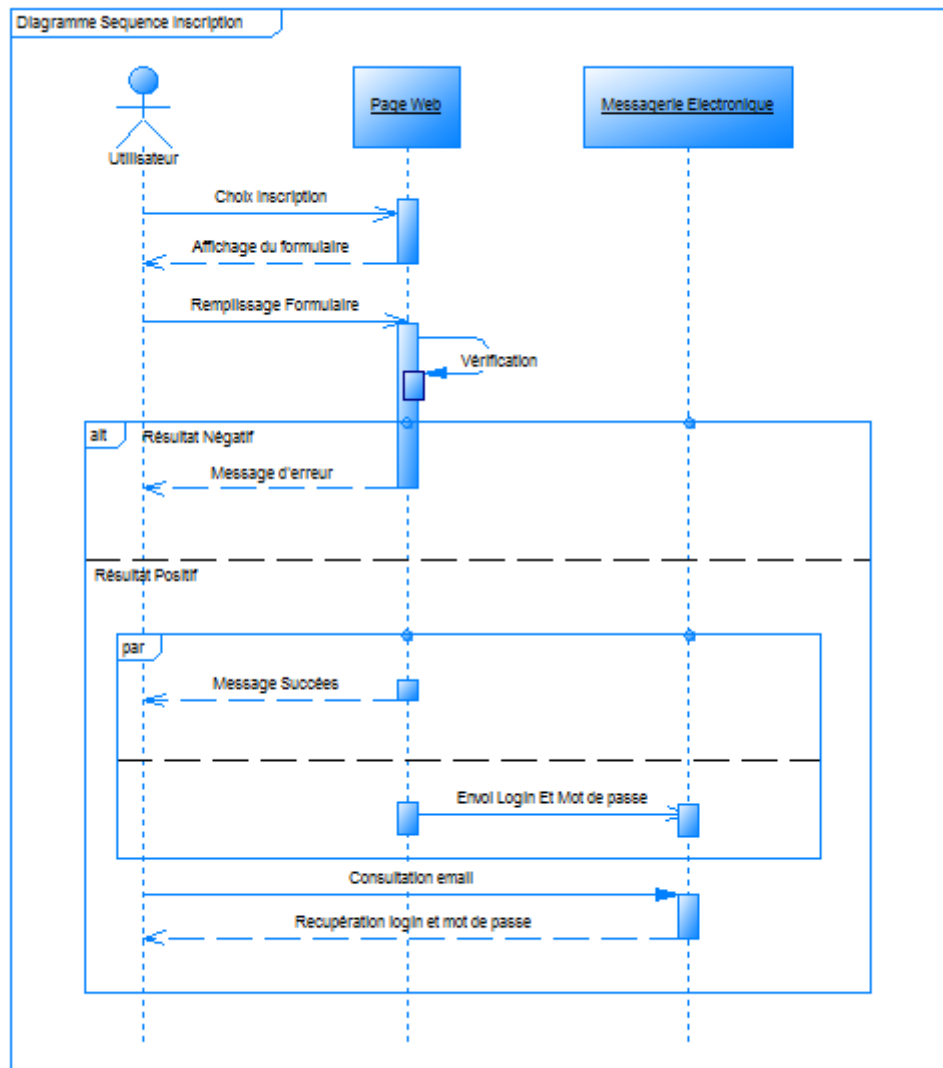 Diagramme Sequence Inscription
Utilisateur
Page Web
Messagerie Electronique
Choix Inscription
Affichage du formulaire
Remplissage Formulaire
Vérification
alt
Résultat Négatif
Message d'erreur
Résultat Positif
par
Message Succées
Envoi Login Et Mot de passe
Consultation email
Recupération login et mot de passe